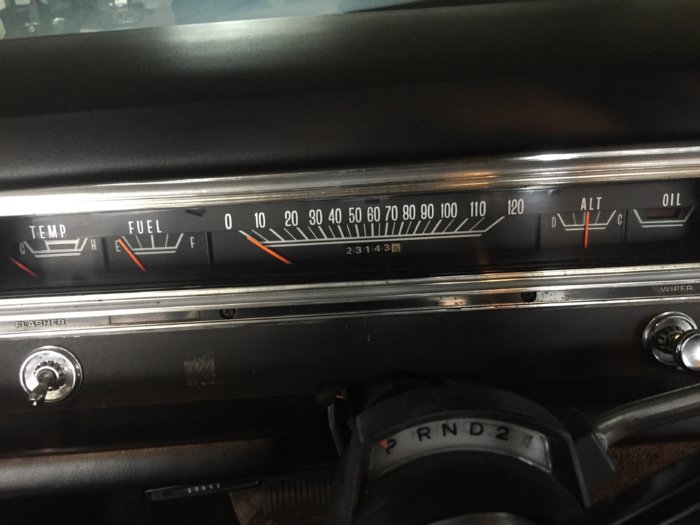 TEMP FUEL 0 10 20 30 40 50 60 70 80 90 100 110 120 ALT OIL
C H E F D C
23143
FLASHER WIPER
P R N D 2 1
BRAKE